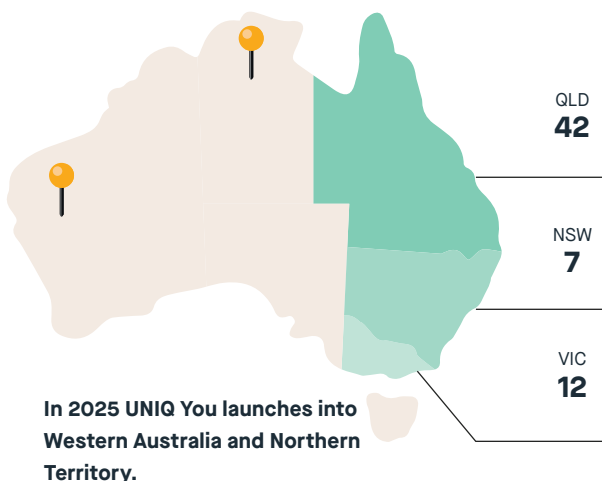 QLD
42
NSW
7
VIC
12
In 2025 UNIQ You launches into
Western Australia and Northern
Territory.